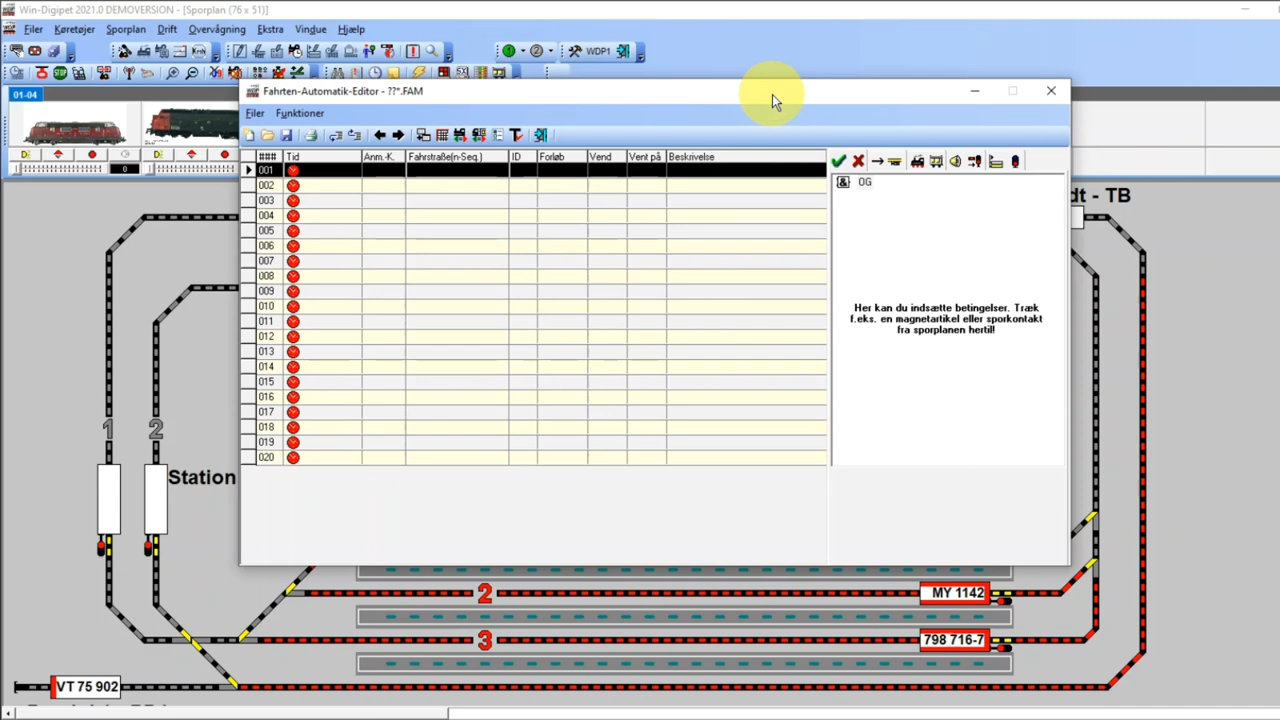 Win-Digipet 2021.0 DEMOVERSION - [Sporplan (76 x 51)]
Filer Køretøjer Sporplan Drift Overvågning Ekstra Vindue Hjælp
WDP1
01-04
0
Fahrten-Automatik-Editor - ??*.FAM
Filer Funktioner
### Tid Anm.-K. Fahrstraße(n-Seq.) ID Forløb Vend Vent på Beskrivelse
001
002
003
004
005
006
007
008
009
010
011
012
013
014
015
016
017
018
019
020
& OG
Her kan du indsætte betingelser. Træk
f.eks. en magnetartikel eller sporkontakt
fra sporplanen hertil!
dt - TB
1 2
Station
2 MY 1142
3 798 716-7
VT 75 902